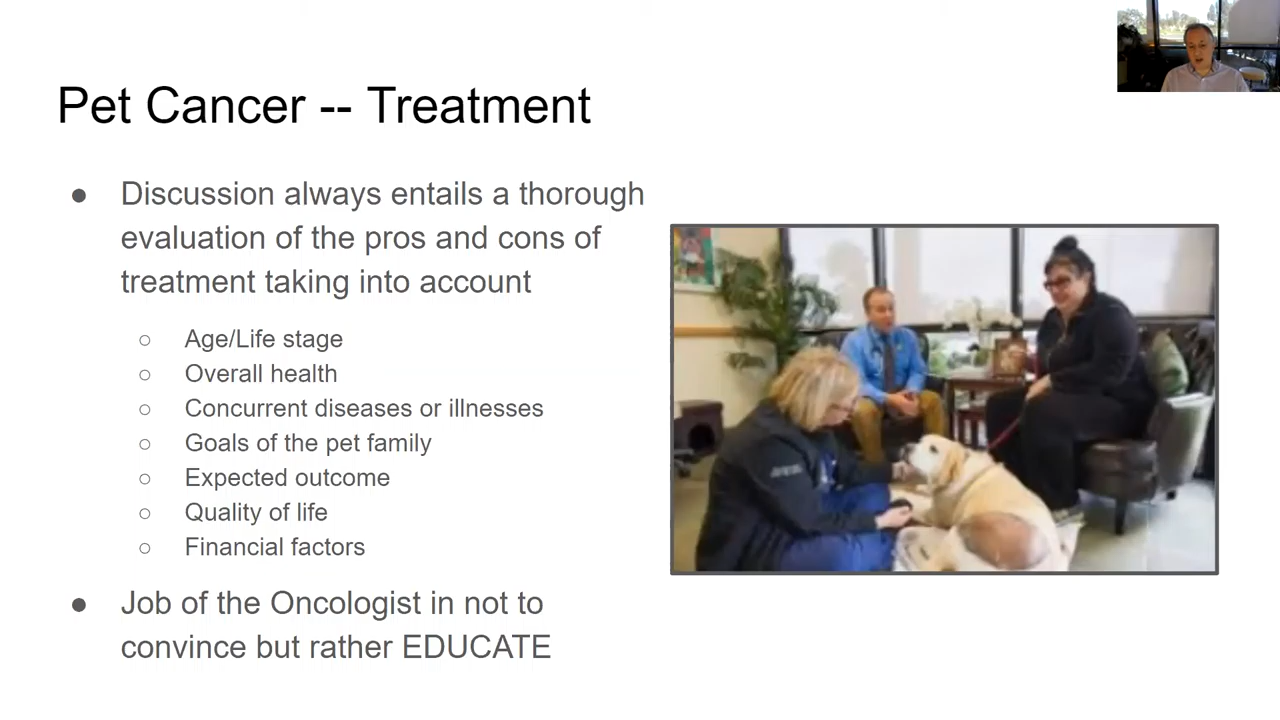 Pet Cancer -- Treatment
● Discussion always entails a thorough
evaluation of the pros and cons of
treatment taking into account
○ Age/Life stage
○ Overall health
○ Concurrent diseases or illnesses
○ Goals of the pet family
○ Expected outcome
○ Quality of life
○ Financial factors
● Job of the Oncologist in not to
convince but rather EDUCATE